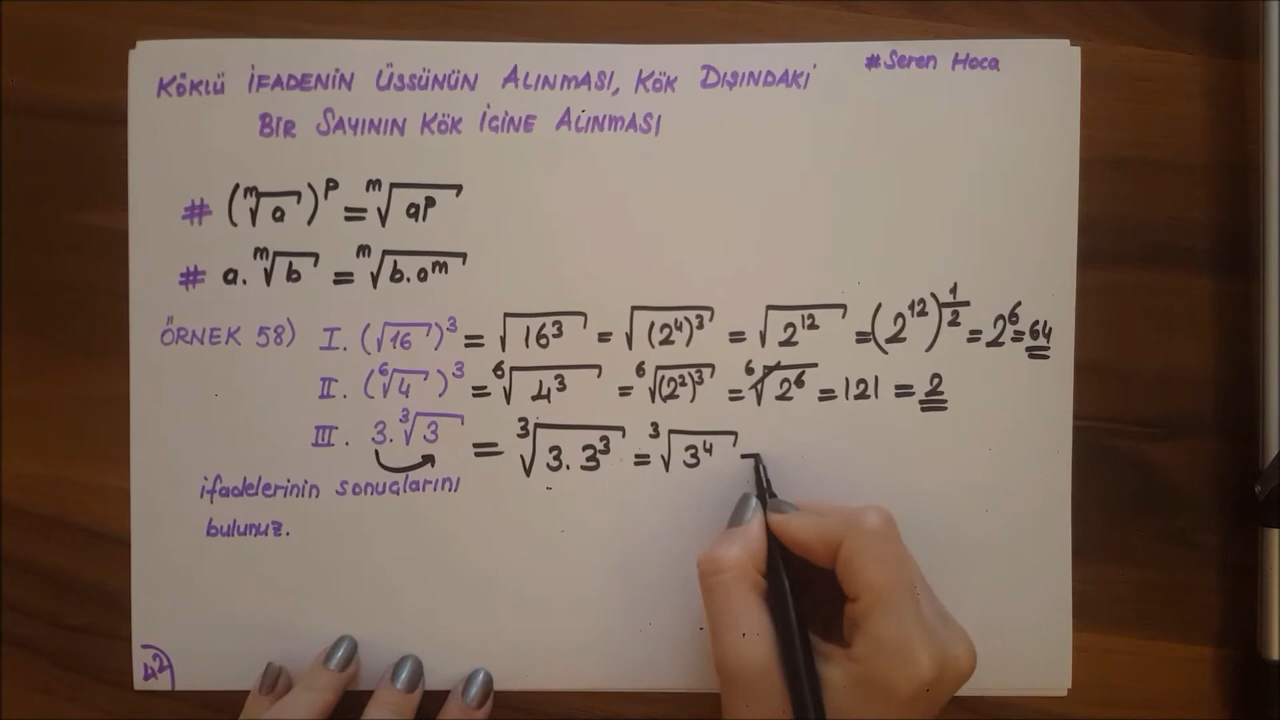 #Seren Hoca
KÖKLÜ İFADENİN ÜSSÜNÜN ALINMASI, KÖK DIŞINDAKİ
BİR SAYININ KÖK İÇİNE ALINMASI
# (ᵐ√a)ᵖ = ᵐ√aᵖ
# a.ᵐ√b = ᵐ√b.aᵐ
ÖRNEK 58) I. (√16)³ = √16³ = √(2⁴)³ = √2¹² = (2¹²)^1/2 = 2⁶ = 64
II. (⁶√4)³ = ⁶√4³ = ⁶√(2²)³ = ⁶√2⁶ = |2| = 2
III. 3.³√3 = ³√3.3³ = ³√3⁴ =
ifadelerinin sonuçlarını
bulunuz.
42